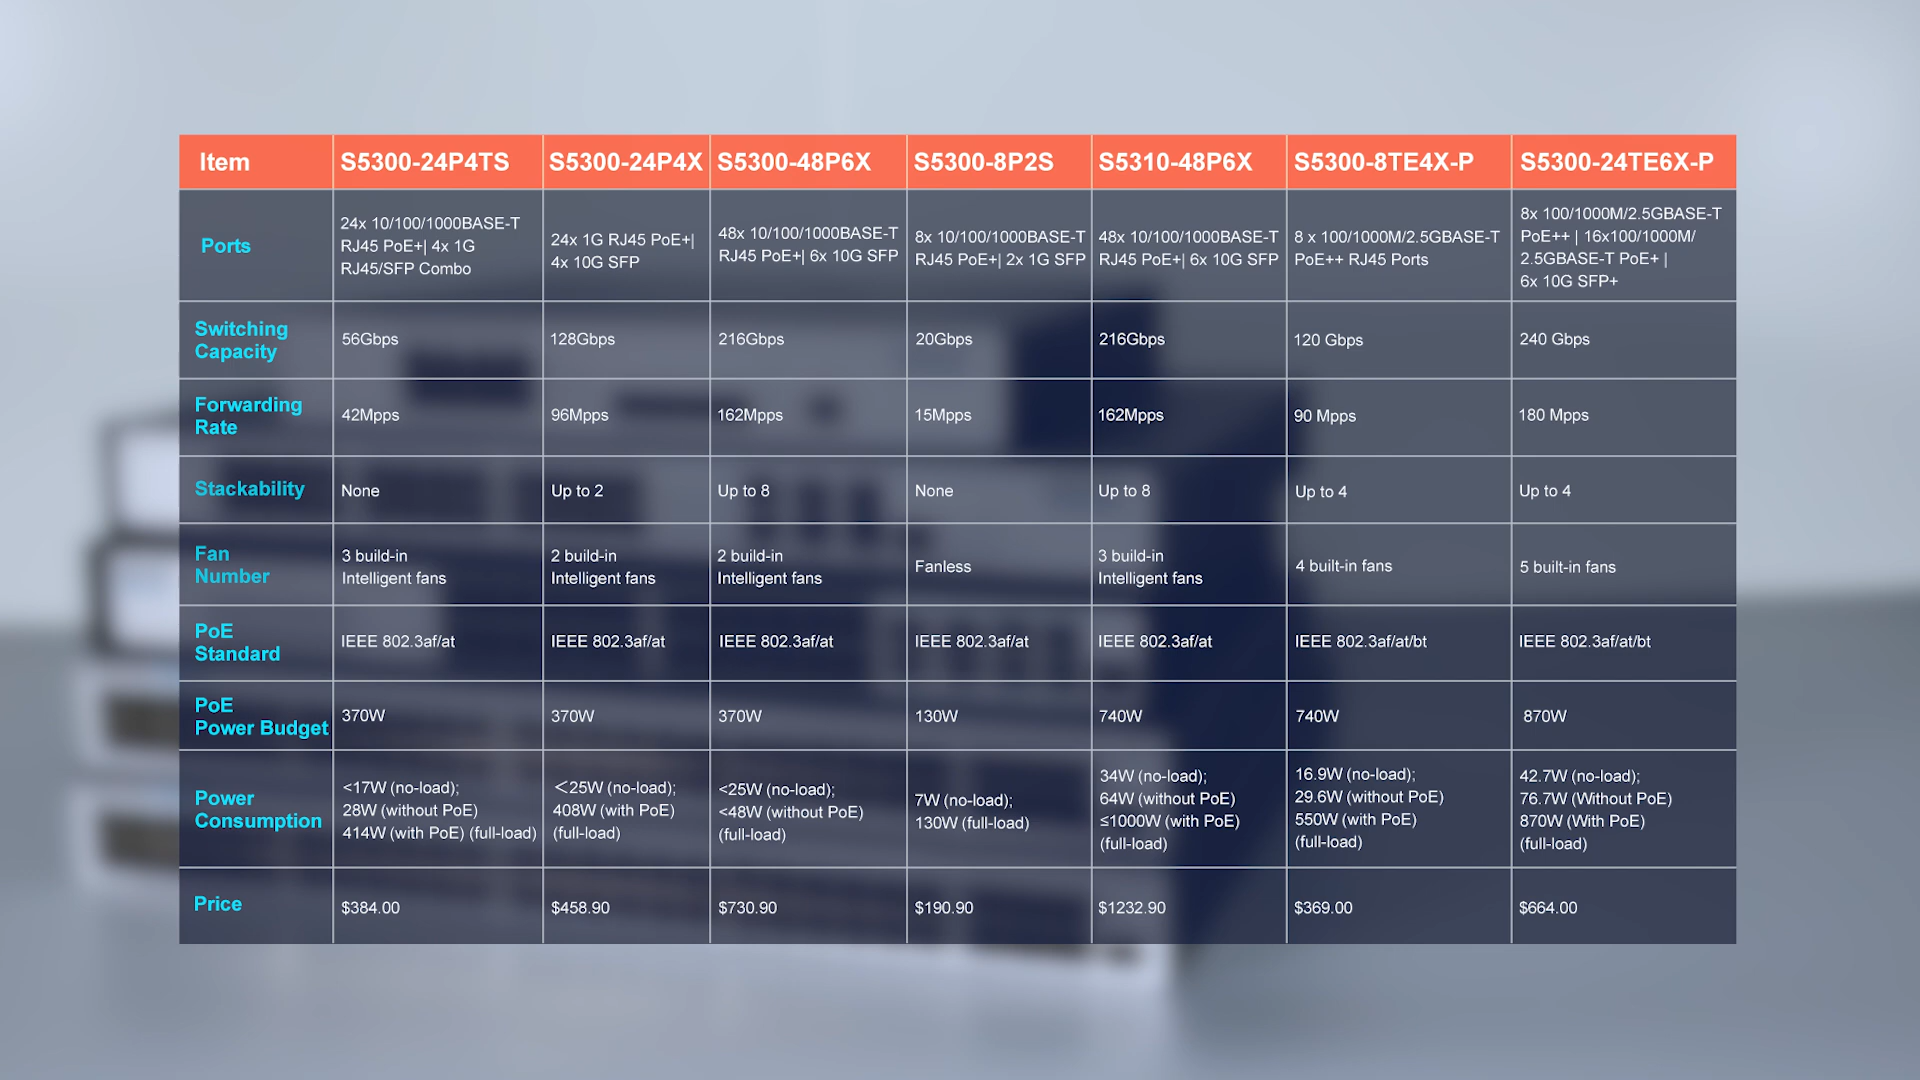 Item
S5300-24P4TS
S5300-24P4X
S5300-48P6X
S5300-8P2S
S5310-48P6X
S5300-8TE4X-P
S5300-24TE6X-P
Ports
24x 10/100/1000BASE-T
RJ45 PoE+| 4x 1G
RJ45/SFP Combo
24x 1G RJ45 PoE+|
4x 10G SFP
48x 10/100/1000BASE-T
RJ45 PoE+| 6x 10G SFP
8x 10/100/1000BASE-T
RJ45 PoE+| 2x 1G SFP
48x 10/100/1000BASE-T
RJ45 PoE+| 6x 10G SFP
8 x 100/1000M/2.5GBASE-T
PoE++ RJ45 Ports
8x 100/1000M/2.5GBASE-T
PoE++ | 16x100/1000M/
2.5GBASE-T PoE+ |
6x 10G SFP+
Switching
Capacity
56Gbps
128Gbps
216Gbps
20Gbps
216Gbps
120 Gbps
240 Gbps
Forwarding
Rate
42Mpps
96Mpps
162Mpps
15Mpps
162Mpps
90 Mpps
180 Mpps
Stackability
None
Up to 2
Up to 8
None
Up to 8
Up to 4
Up to 4
Fan
Number
3 build-in
Intelligent fans
2 build-in
Intelligent fans
2 build-in
Intelligent fans
Fanless
3 build-in
Intelligent fans
4 built-in fans
5 built-in fans
PoE
Standard
IEEE 802.3af/at
IEEE 802.3af/at
IEEE 802.3af/at
IEEE 802.3af/at
IEEE 802.3af/at
IEEE 802.3af/at/bt
IEEE 802.3af/at/bt
PoE
Power Budget
370W
370W
370W
130W
740W
740W
870W
Power
Consumption
<17W (no-load);
28W (without PoE)
414W (with PoE) (full-load)
＜25W (no-load);
408W (with PoE)
(full-load)
<25W (no-load);
<48W (without PoE)
(full-load)
7W (no-load);
130W (full-load)
34W (no-load);
64W (without PoE)
≤1000W (with PoE)
(full-load)
16.9W (no-load);
29.6W (without PoE)
550W (with PoE)
(full-load)
42.7W (no-load);
76.7W (Without PoE)
870W (With PoE)
(full-load)
Price
$384.00
$458.90
$730.90
$190.90
$1232.90
$369.00
$664.00